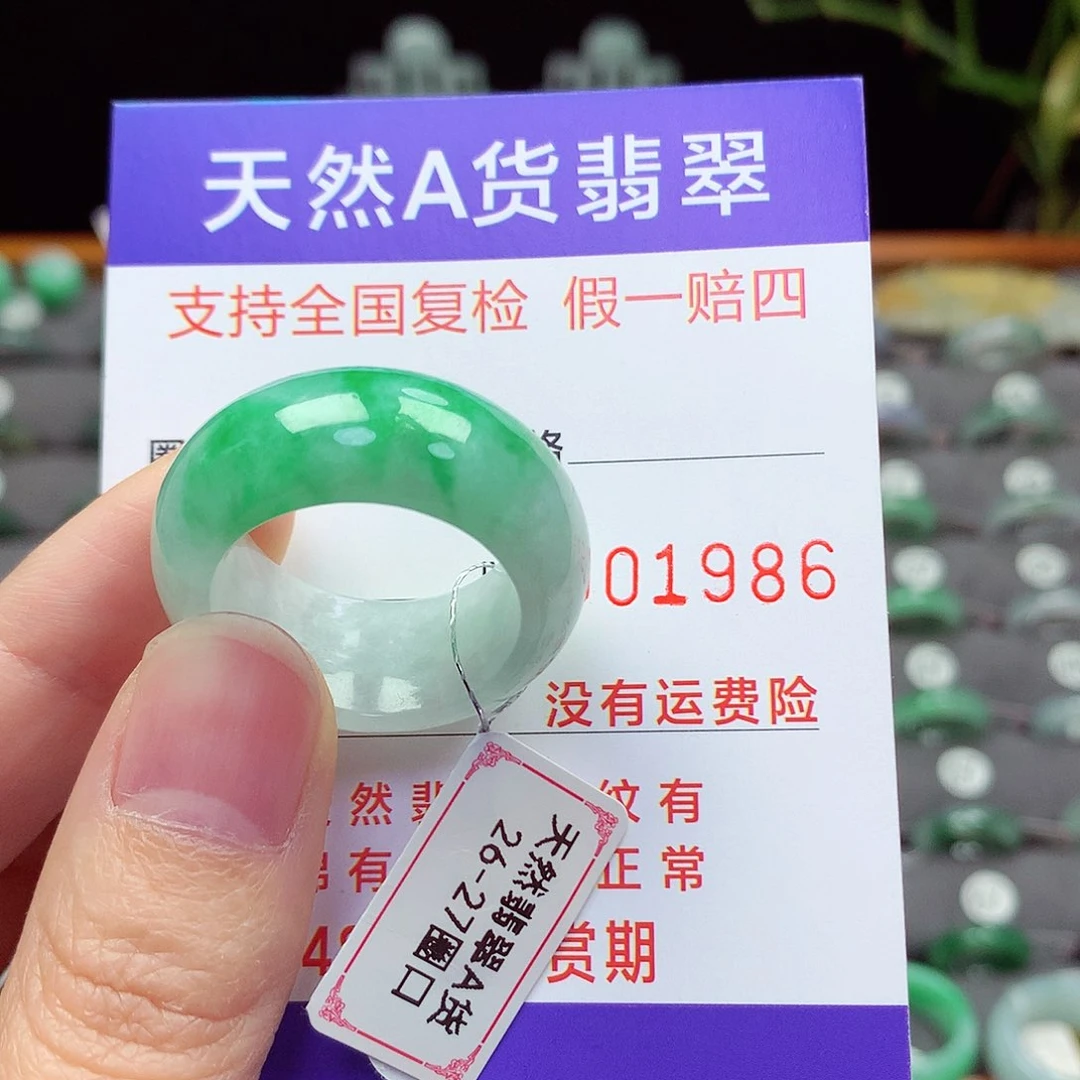 天然A货翡翠
支持全国复检 假一赔四
01986
没有运费险
然翡 纹有
有 正常
赏期
天然翡翠A货
26-27圈口